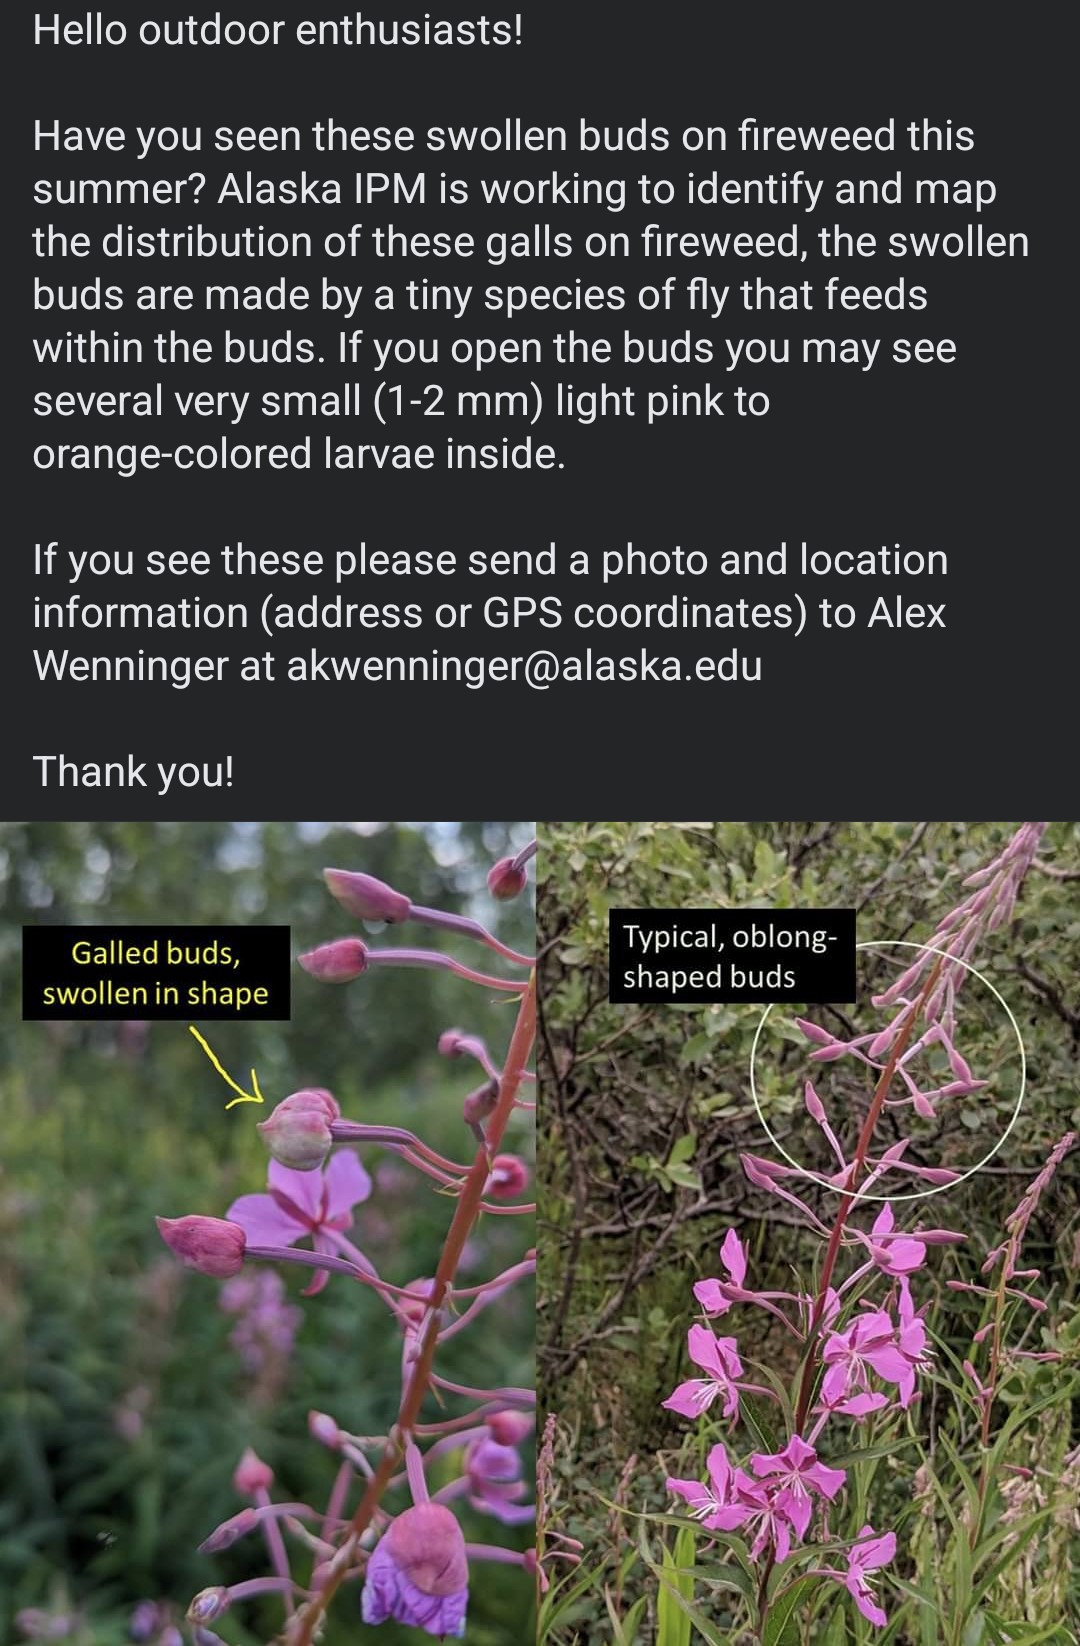 Hello outdoor enthusiasts!
Have you seen these swollen buds on fireweed this
summer? Alaska IPM is working to identify and map
the distribution of these galls on fireweed, the swollen
buds are made by a tiny species of fly that feeds
within the buds. If you open the buds you may see
several very small (1-2 mm) light pink to
orange-colored larvae inside.
If you see these please send a photo and location
information (address or GPS coordinates) to Alex
Wenninger at akwenninger@alaska.edu
Thank you!
Galled buds,
swollen in shape
Typical, oblong-
shaped buds